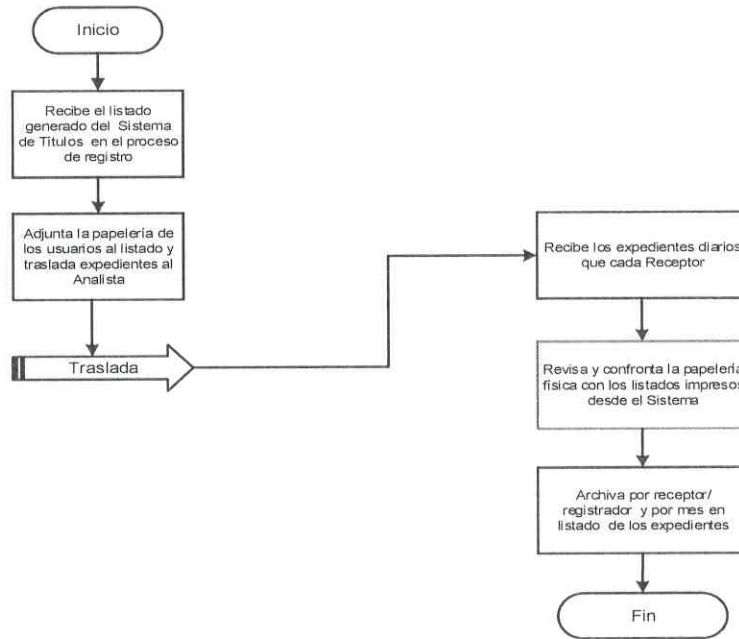 Inicio
Recibe el listado
generado del Sistema
de Títulos en el proceso
de registro
Adjunta la papelería de
los usuarios al listado y
traslada expedientes al
Analista
Traslada
Recibe los expedientes diarios
que cada Receptor
Revisa y confronta la papelería
física con los listados impresos
desde el Sistema
Archiva por receptor/
registrador y por mes en
listado de los expedientes
Fin